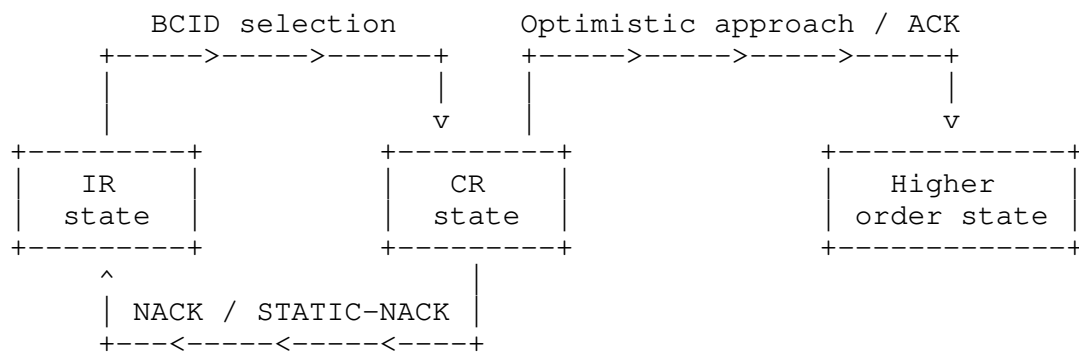 BCID selection Optimistic approach / ACK
IR CR Higher
state state order state
NACK / STATIC-NACK